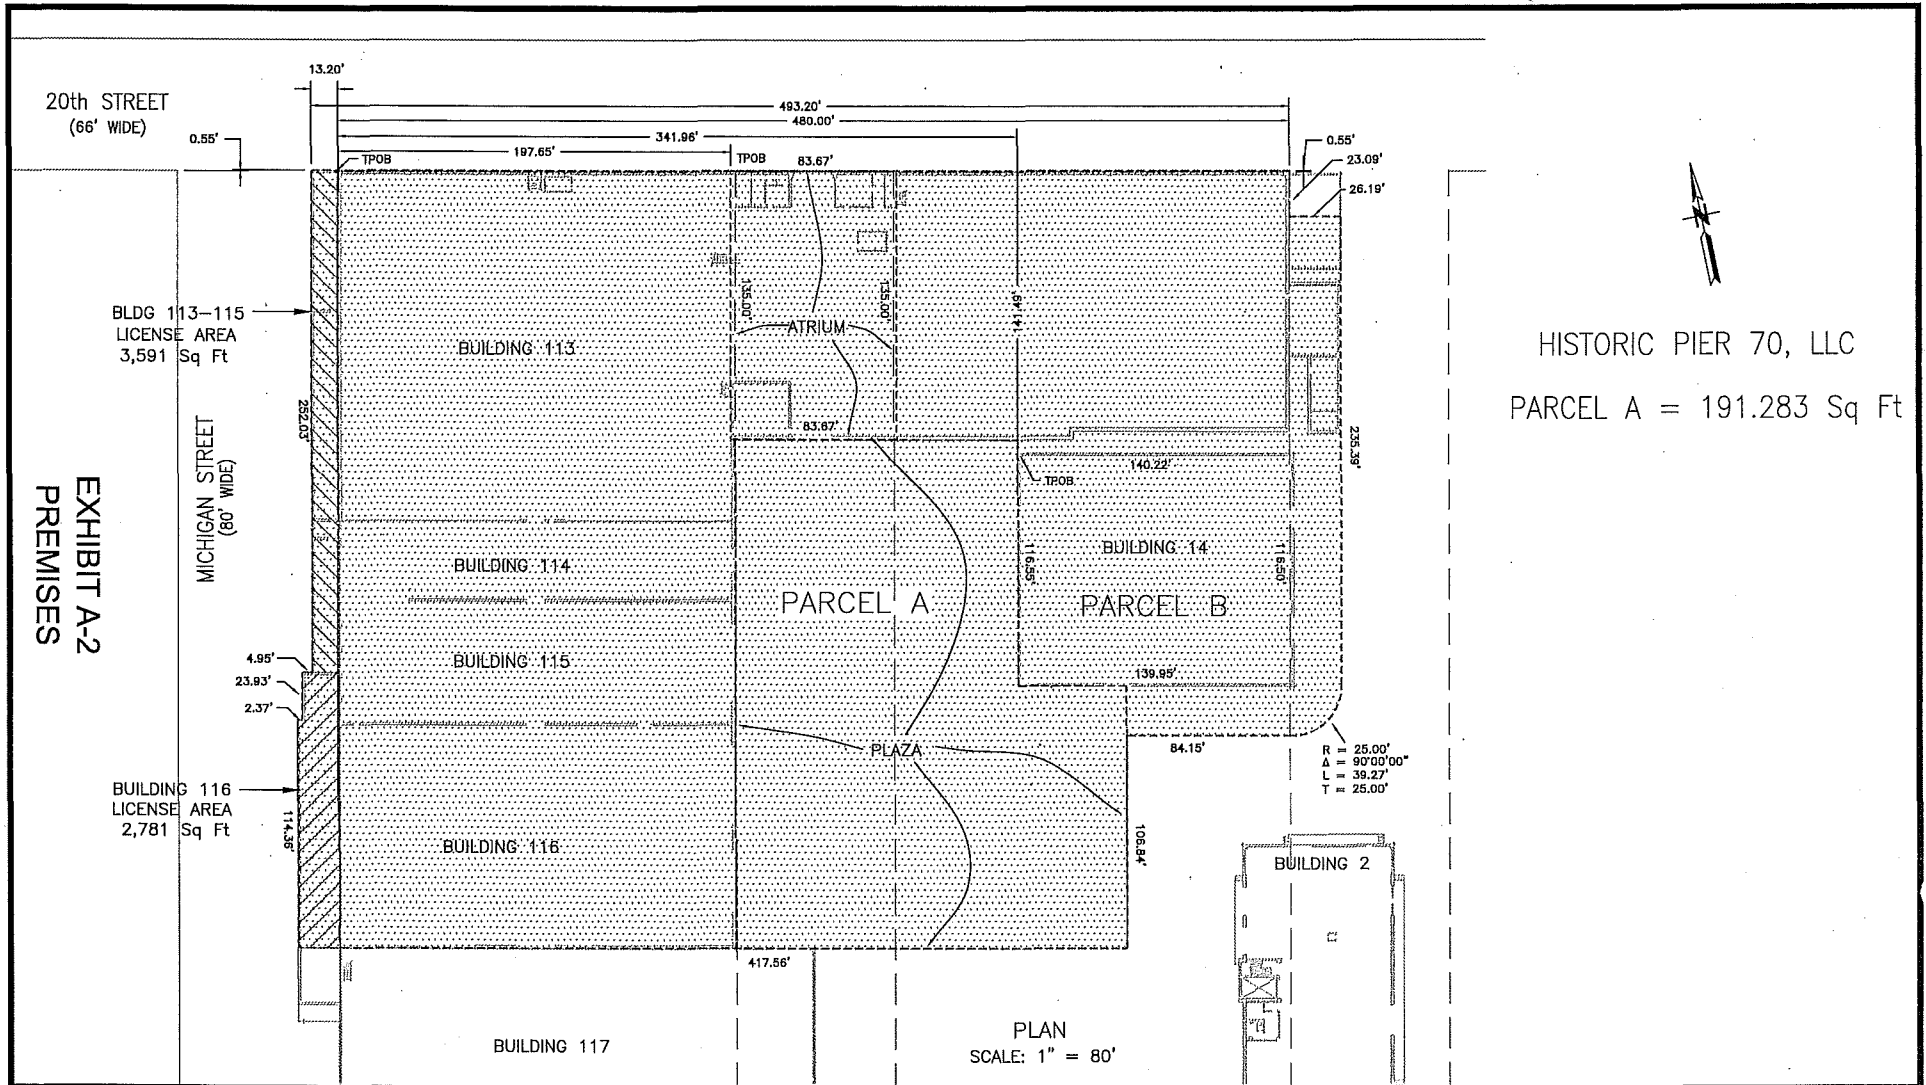 13.20'
20th STREET
(66' WIDE)
0.55'
493.20'
480.00'
341.96'
197.65'
TPOB
TPOB
83.67'
0.55'
23.09'
26.19'
N
BLDG 113-115
LICENSE AREA
3,591 Sq Ft
BUILDING 113
135.00'
135.00'
ATRIUM
141.49'
HISTORIC PIER 70, LLC
PARCEL A = 191.283 Sq Ft
252.03'
83.67'
140.22'
TPOB
235.39'
MICHIGAN STREET
(80' WIDE)
EXHIBIT A-2
PREMISES
BUILDING 114
PARCEL A
116.55'
BUILDING 14
PARCEL B
116.50'
BUILDING 115
4.95'
23.93'
2.37'
139.95'
PLAZA
84.15'
R = 25.00'
Δ = 90°00'00"
L = 39.27'
T = 25.00'
BUILDING 116
LICENSE AREA
2,781 Sq Ft
114.36'
BUILDING 116
106.84'
BUILDING 2
417.56'
BUILDING 117
PLAN
SCALE: 1" = 80'